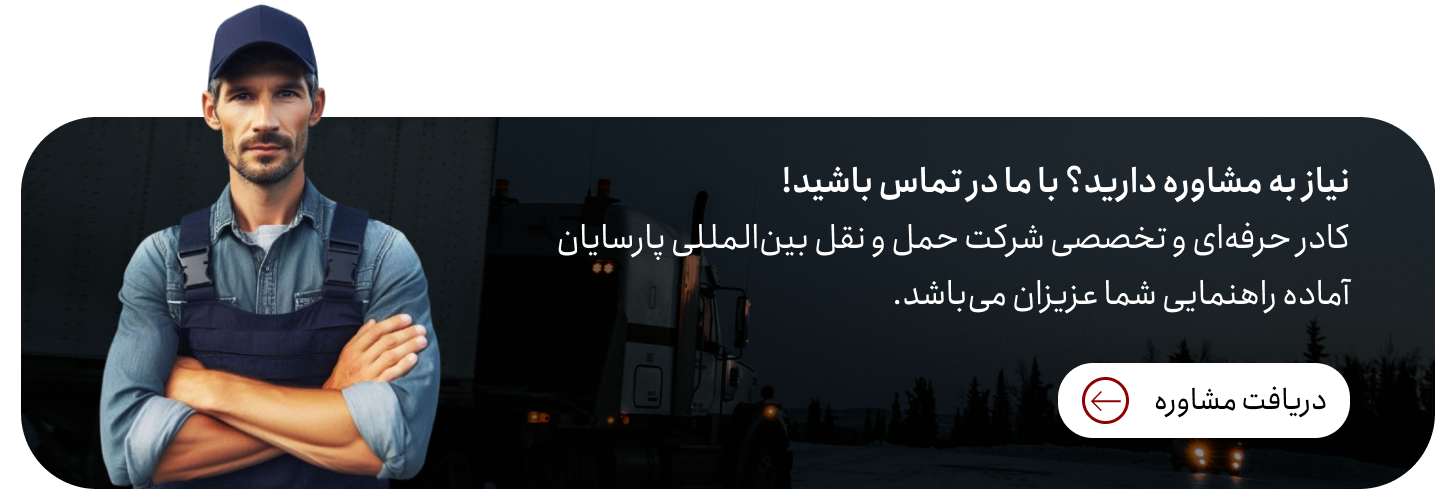 نیاز به مشاوره دارید؟ با ما در تماس باشید!
کادر حرفه‌ای و تخصصی شرکت حمل و نقل بین‌المللی پارسایان
آماده راهنمایی شما عزیزان می‌باشد.
دریافت مشاوره